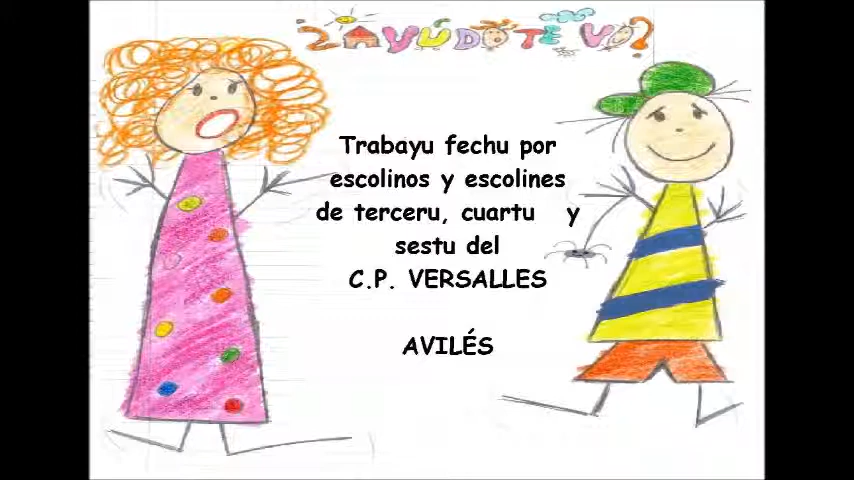 ¿AYÚDOTE YO?
Trabayu fechu por
escolinos y escolines
de terceru, cuartu y
sestu del
C.P. VERSALLES
AVILÉS